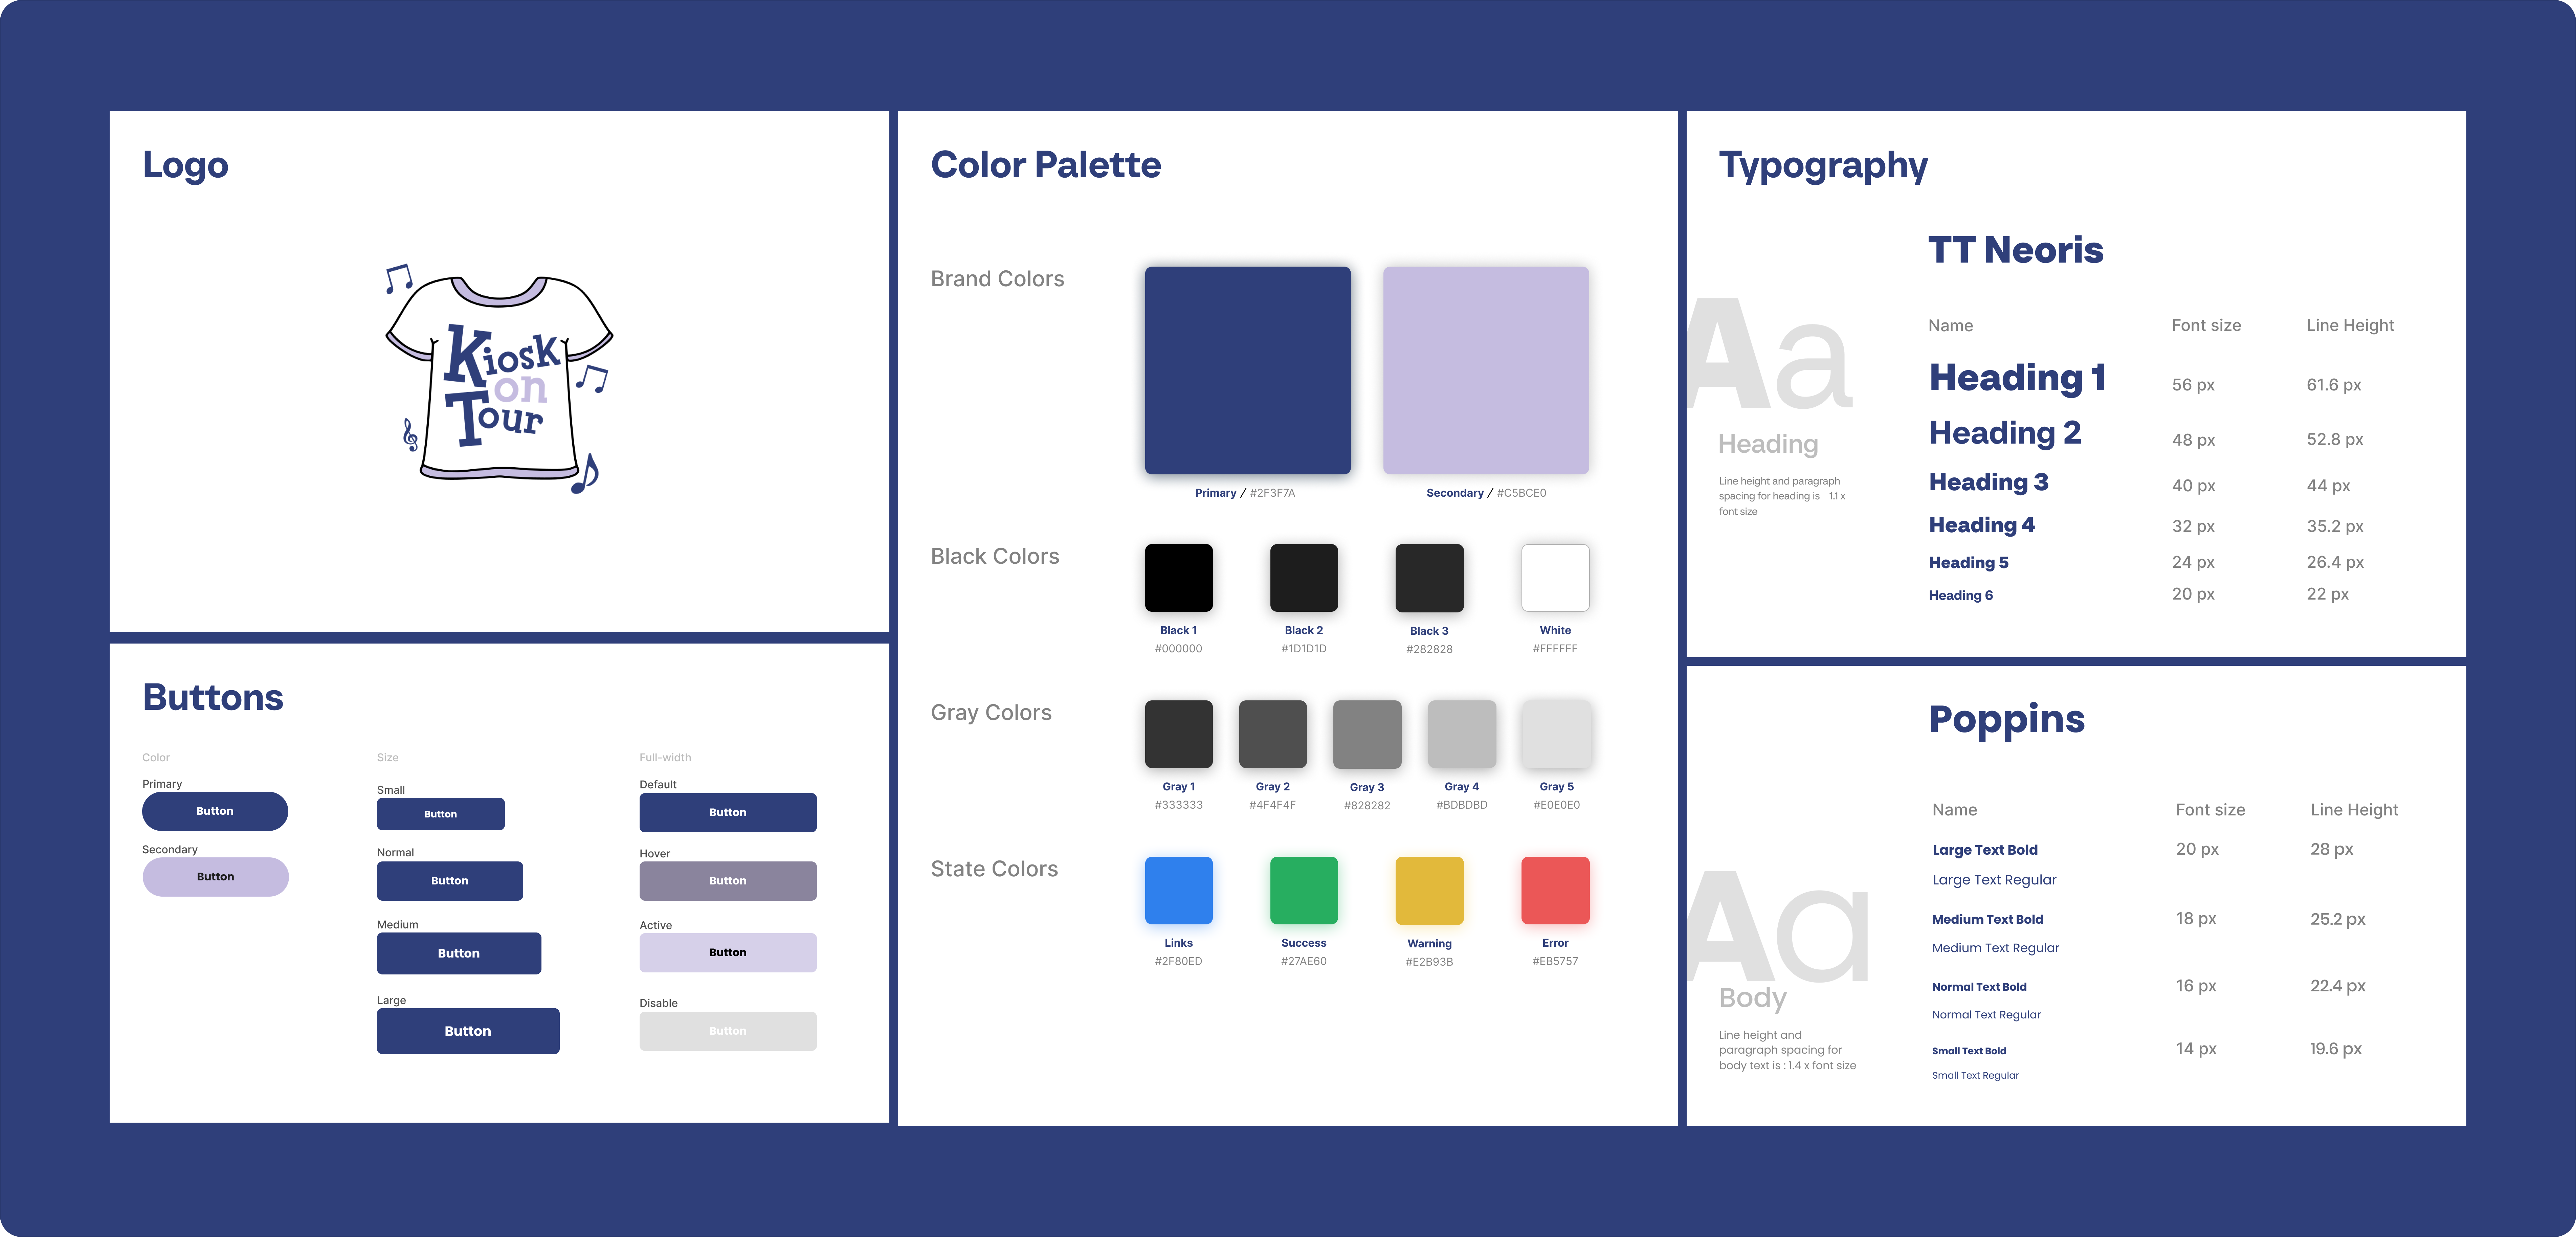 Logo
Kiosk
on
Tour
Buttons
Color
Primary
Button
Secondary
Button
Size
Small
Button
Normal
Button
Medium
Button
Large
Button
Full-width
Default
Button
Hover
Button
Active
Button
Disable
Button
Color Palette
Brand Colors
Primary / #2F3F7A
Secondary / #C5BCE0
Black Colors
Black 1
#000000
Black 2
#1D1D1D
Black 3
#282828
White
#FFFFFF
Gray Colors
Gray 1
#333333
Gray 2
#4F4F4F
Gray 3
#828282
Gray 4
#BDBDBD
Gray 5
#E0E0E0
State Colors
Links
#2F80ED
Success
#27AE60
Warning
#E2B93B
Error
#EB5757
Typography
Aa
Heading
Line height and paragraph
spacing for heading is 1.1 x
font size
TT Neoris
Name Font size Line Height
Heading 1 56 px 61.6 px
Heading 2 48 px 52.8 px
Heading 3 40 px 44 px
Heading 4 32 px 35.2 px
Heading 5 24 px 26.4 px
Heading 6 20 px 22 px
Aa
Body
Line height and
paragraph spacing for
body text is : 1.4 x font size
Poppins
Name Font size Line Height
Large Text Bold 20 px 28 px
Large Text Regular
Medium Text Bold 18 px 25.2 px
Medium Text Regular
Normal Text Bold 16 px 22.4 px
Normal Text Regular
Small Text Bold 14 px 19.6 px
Small Text Regular